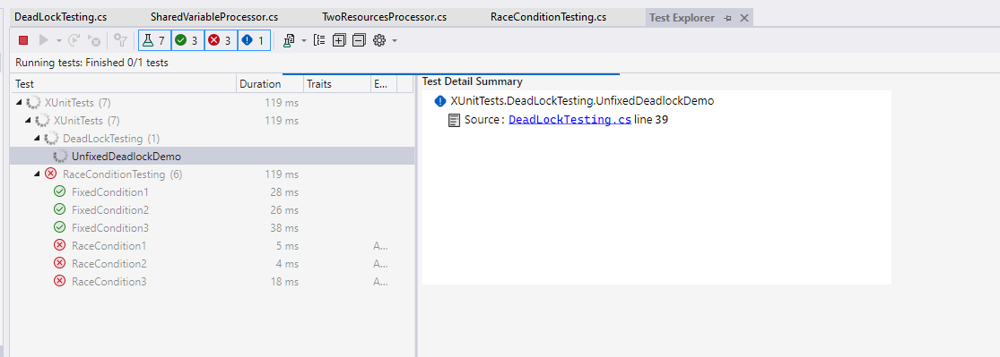 DeadLockTesting.cs SharedVariableProcessor.cs TwoResourcesProcessor.cs RaceConditionTesting.cs Test Explorer
7 3 3 1
Running tests: Finished 0/1 tests
Test Duration Traits E...
XUnitTests (7) 119 ms
XUnitTests (7) 119 ms
DeadLockTesting (1)
UnfixedDeadlockDemo
RaceConditionTesting (6) 119 ms
FixedCondition1 28 ms
FixedCondition2 26 ms
FixedCondition3 38 ms
RaceCondition1 5 ms A...
RaceCondition2 4 ms A...
RaceCondition3 18 ms A...
Test Detail Summary
XUnitTests.DeadLockTesting.UnfixedDeadlockDemo
Source: DeadLockTesting.cs line 39